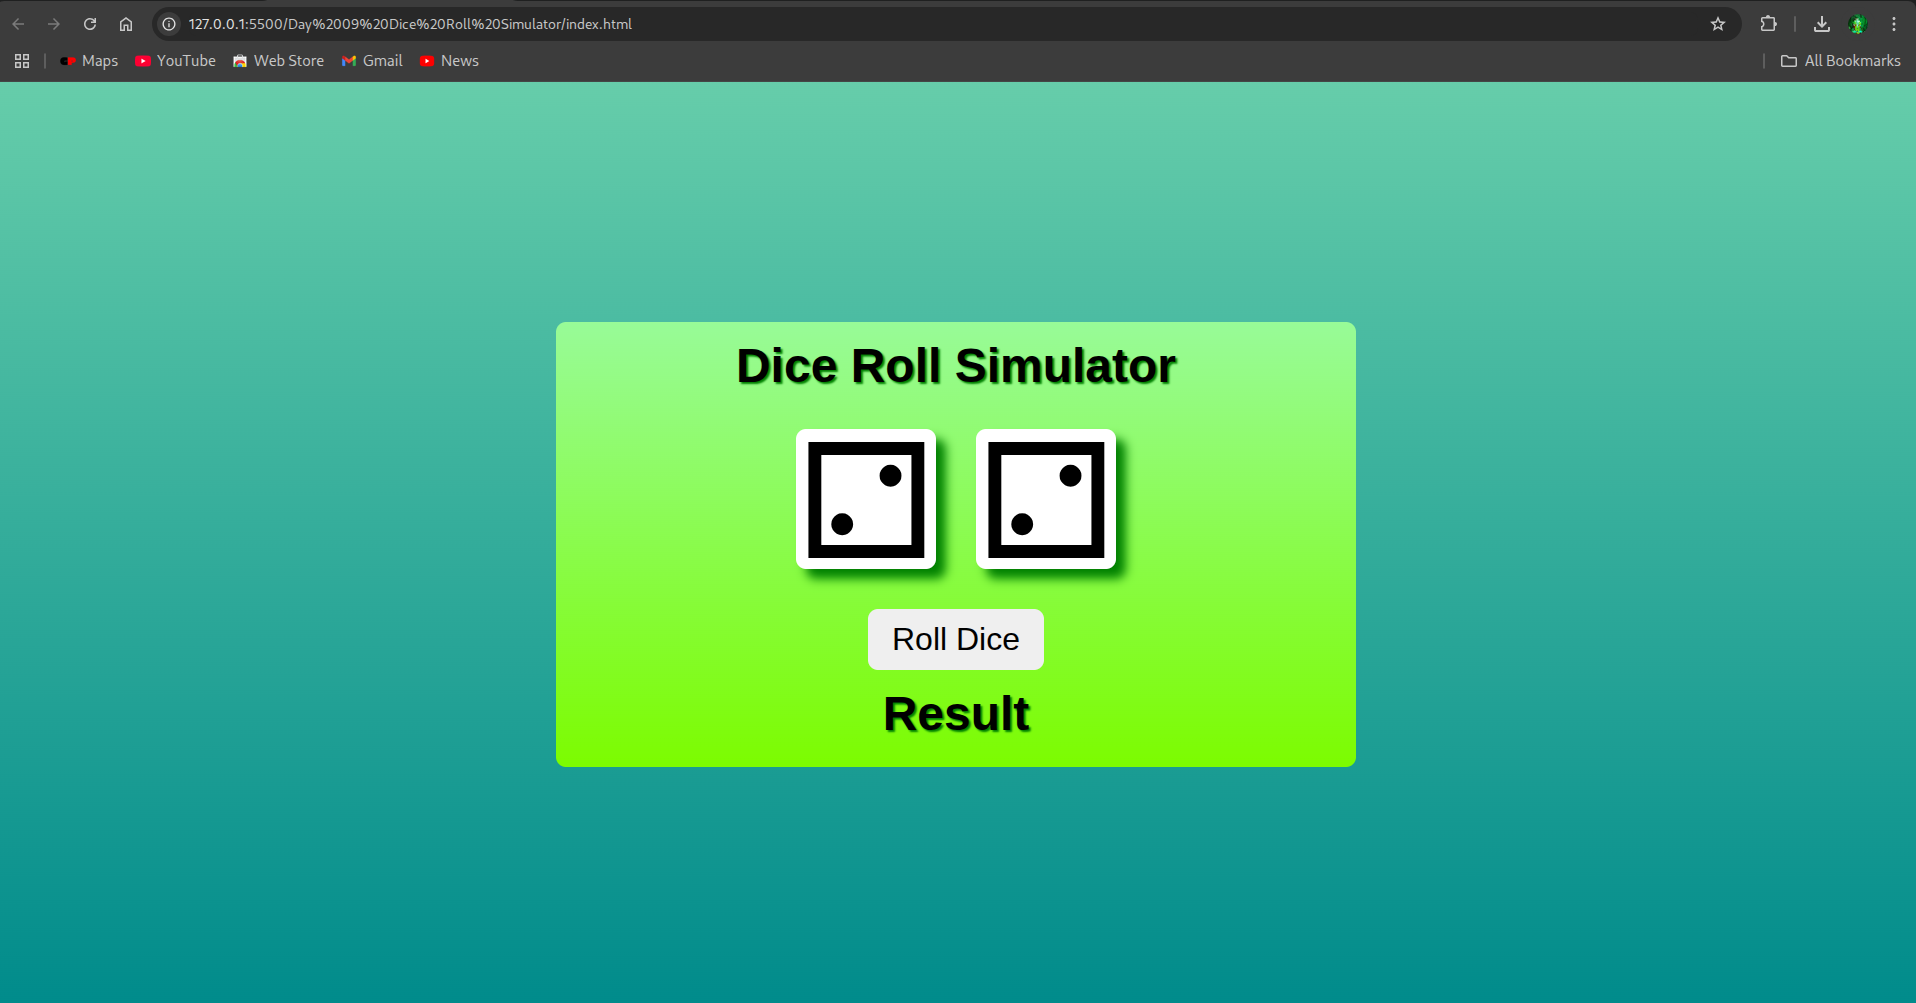 127.0.0.1:5500/Day%2009%20Dice%20Roll%20Simulator/index.html
Maps YouTube Web Store Gmail News All Bookmarks
Dice Roll Simulator
Roll Dice
Result